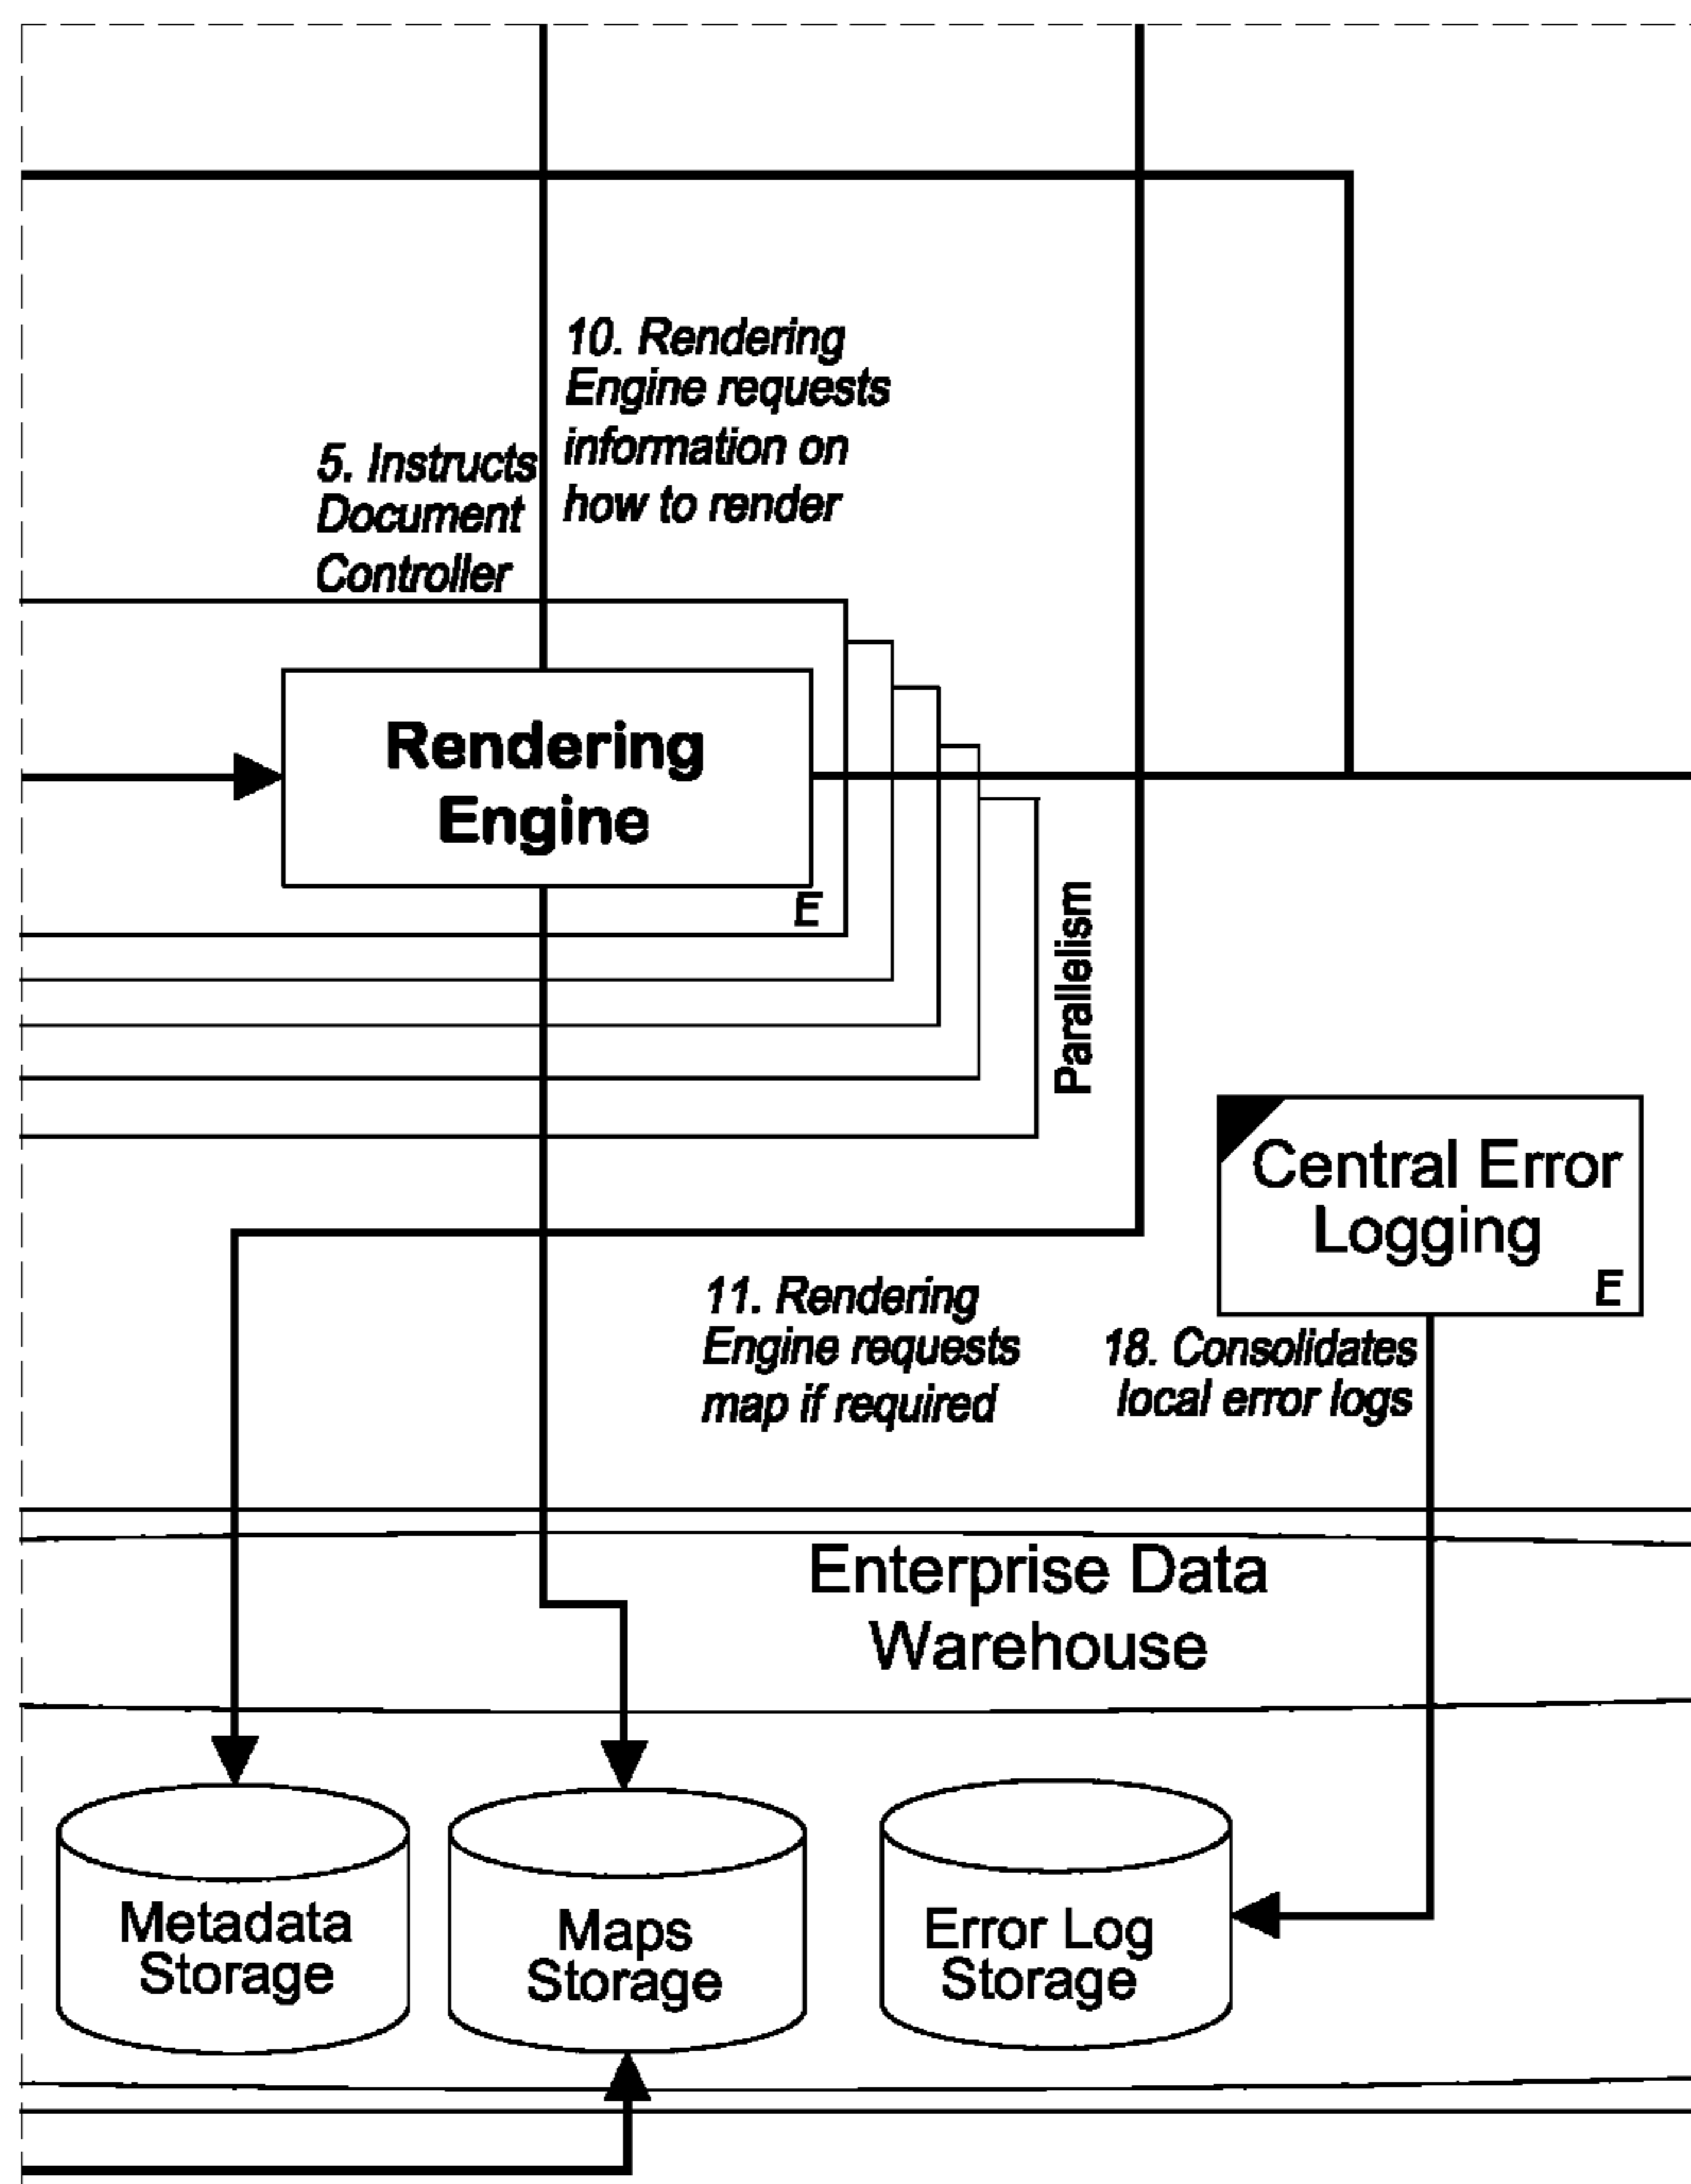 10. Rendering
Engine requests
information on
how to render
5. Instructs
Document
Controller
Rendering
Engine
E
Parallelism
Central Error
Logging
E
11. Rendering
Engine requests
map if required
18. Consolidates
local error logs
Enterprise Data
Warehouse
Metadata
Storage
Maps
Storage
Error Log
Storage